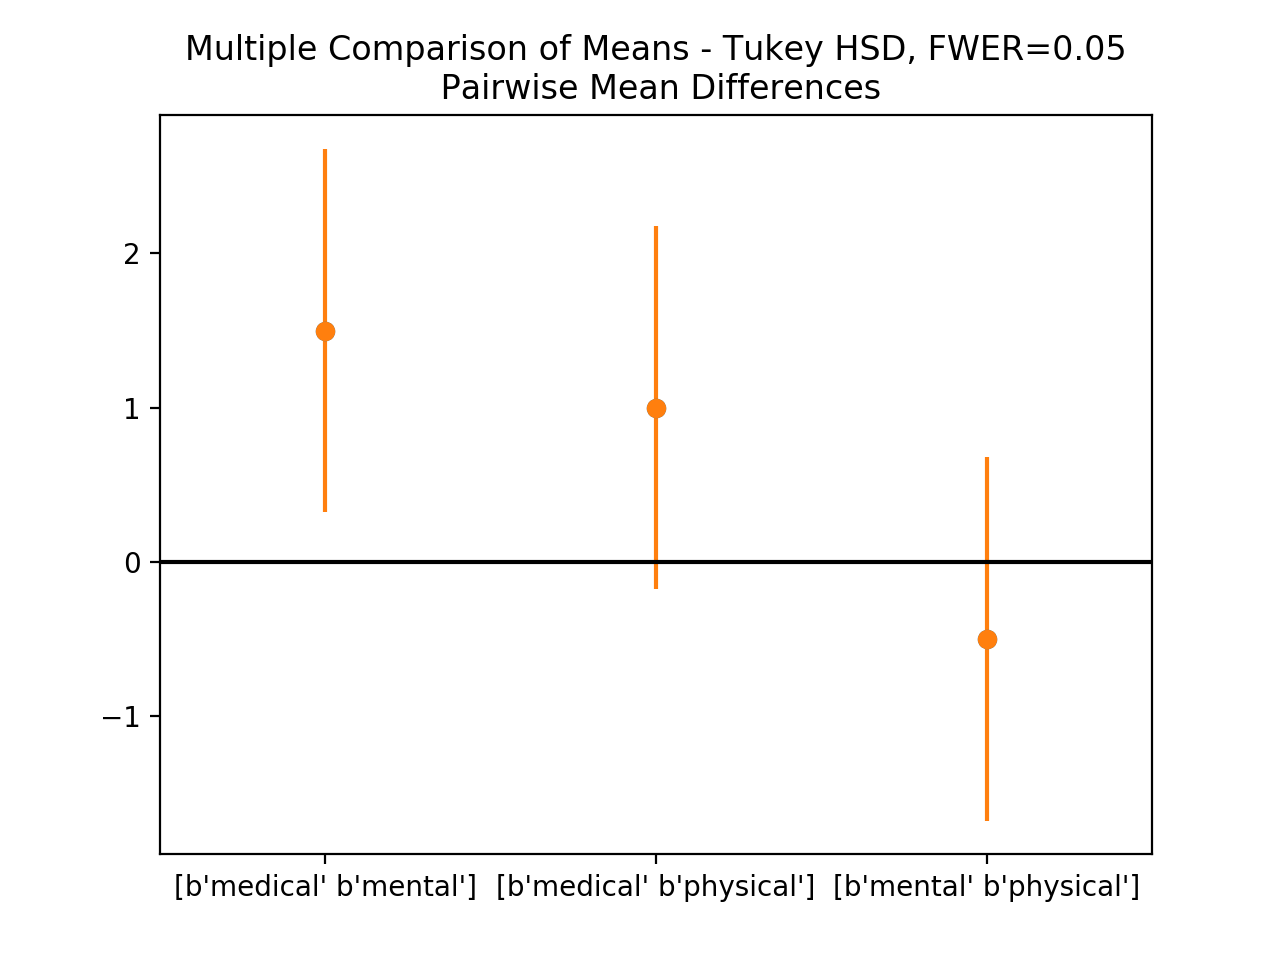 Multiple Comparison of Means - Tukey HSD, FWER=0.05
Pairwise Mean Differences
2
1
0
−1
[b'medical' b'mental'] [b'medical' b'physical'] [b'mental' b'physical']